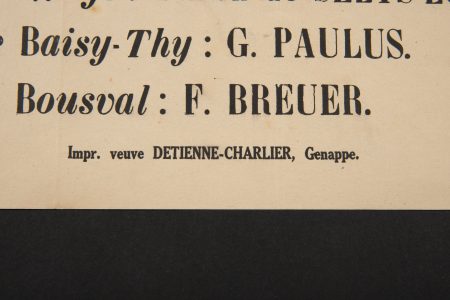 Baisy-Thy : G. PAULUS.
Bousval : F. BREUER.
Impr. veuve DETIENNE-CHARLIER, Genappe.